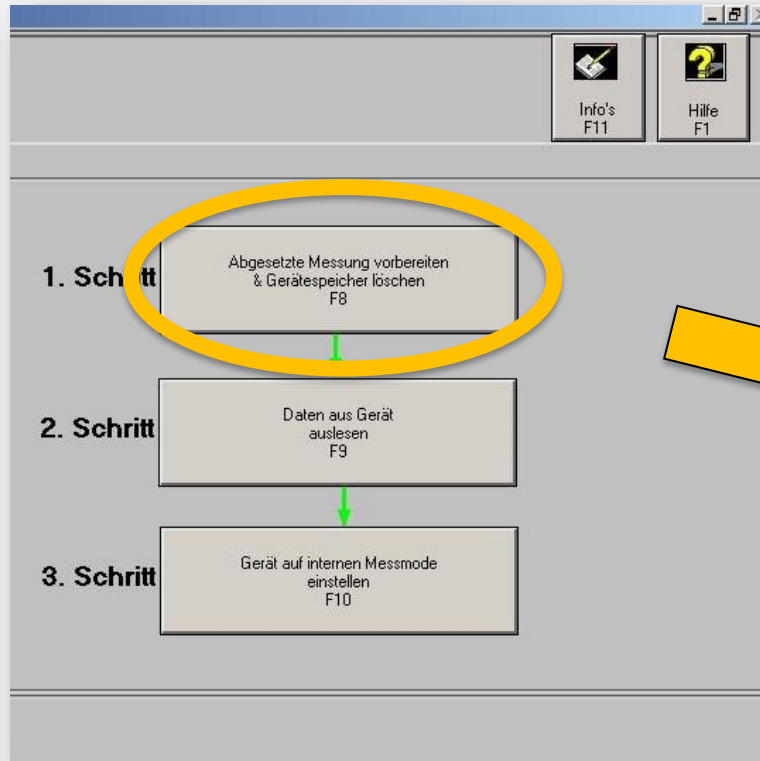 Info's
F11
Hilfe
F1
1. Schritt
Abgesetzte Messung vorbereiten
& Gerätespeicher löschen
F8
2. Schritt
Daten aus Gerät
auslesen
F9
3. Schritt
Gerät auf internen Messmode
einstellen
F10